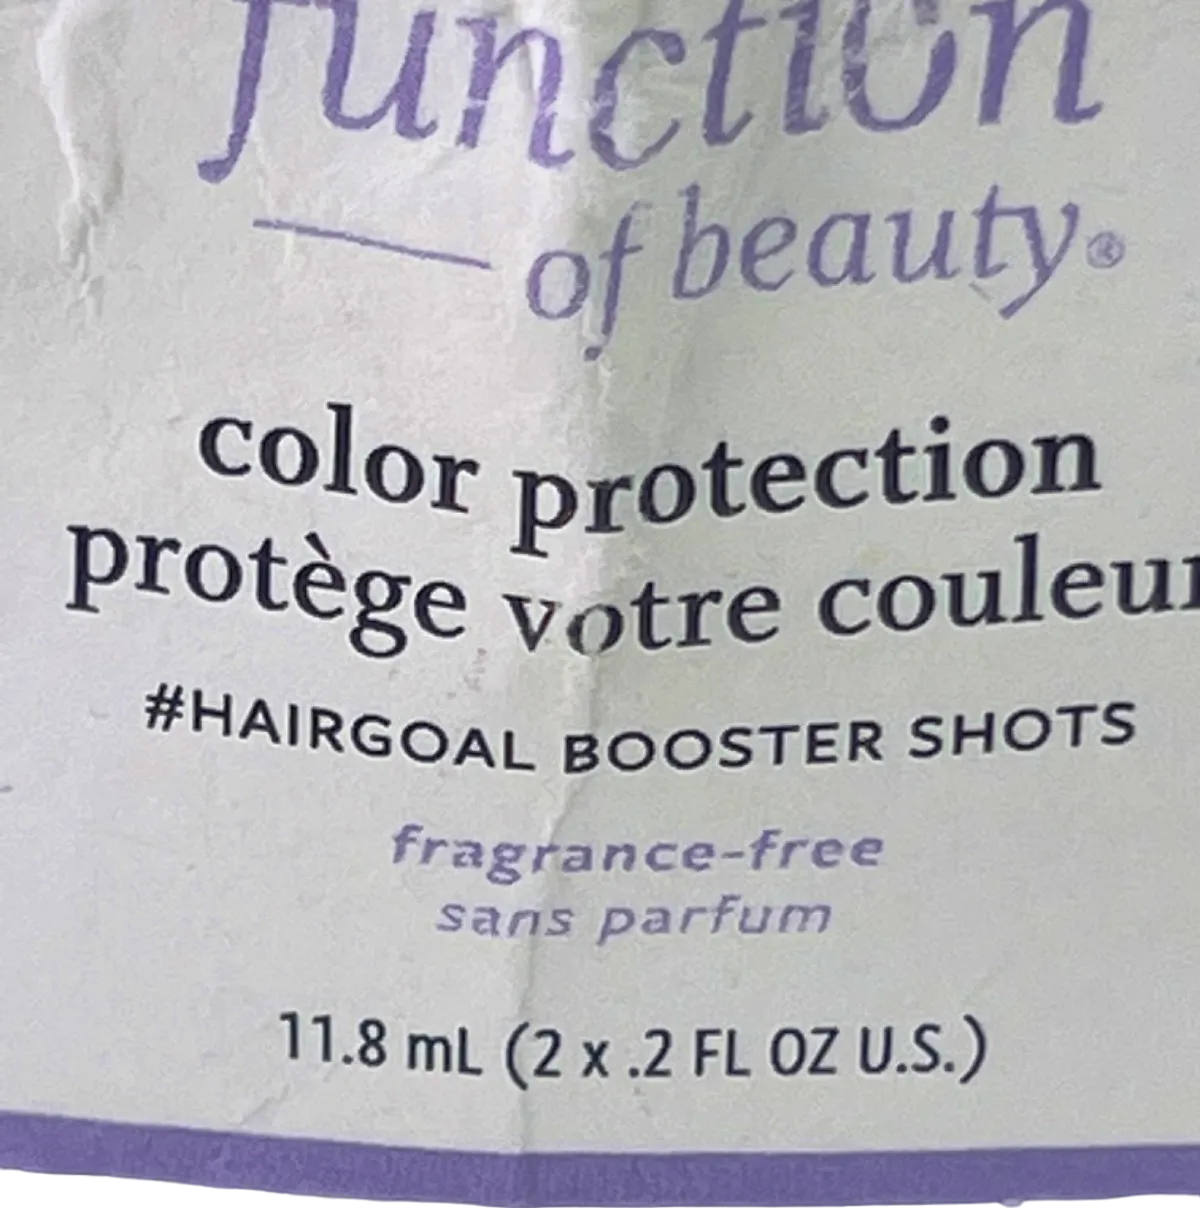 function
of beauty®
color protection
protège votre couleur
#HAIRGOAL BOOSTER SHOTS
fragrance-free
sans parfum
11.8 mL (2 x .2 FL OZ U.S.)